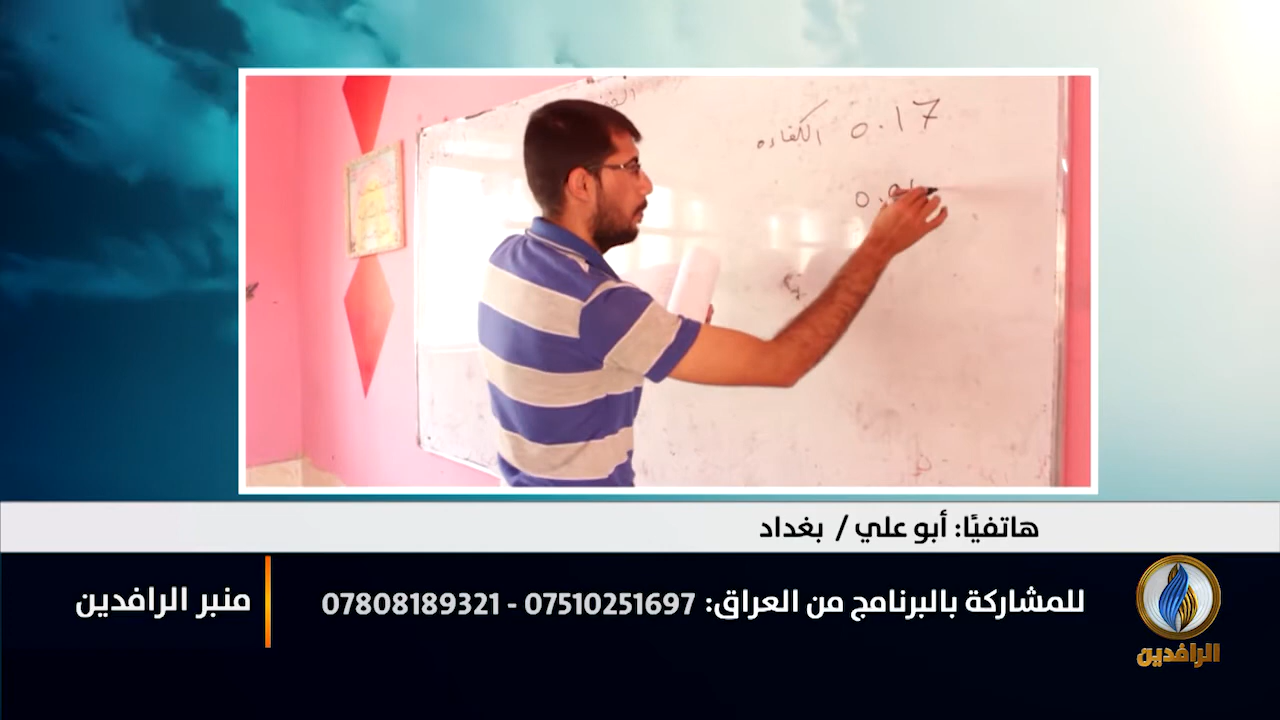 0.17 الكفاءه
هاتفيًا: أبو علي / بغداد
للمشاركة بالبرنامج من العراق: 07510251697 - 07808189321
منبر الرافدين
الرافدين